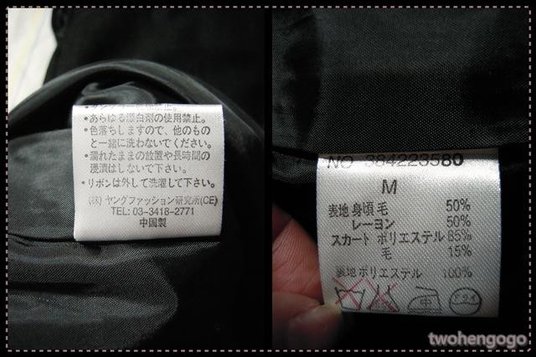 •あらゆる漂白剤の使用禁止。
•色落ちしますので、他のもの
と一緒に洗わないでください。
•濡れたままの放置や長時間の
浸漬はしないで下さい。
•リボンは外して洗濯して下さい。
(株) ヤングファッション研究所(CE)
TEL: 03-3418-2771
中国製
NO 384223580
M
表地 身頃 毛 50%
レーヨン 50%
スカート ポリエステル 85%
毛 15%
裏地 ポリエステル 100%
twohengogo